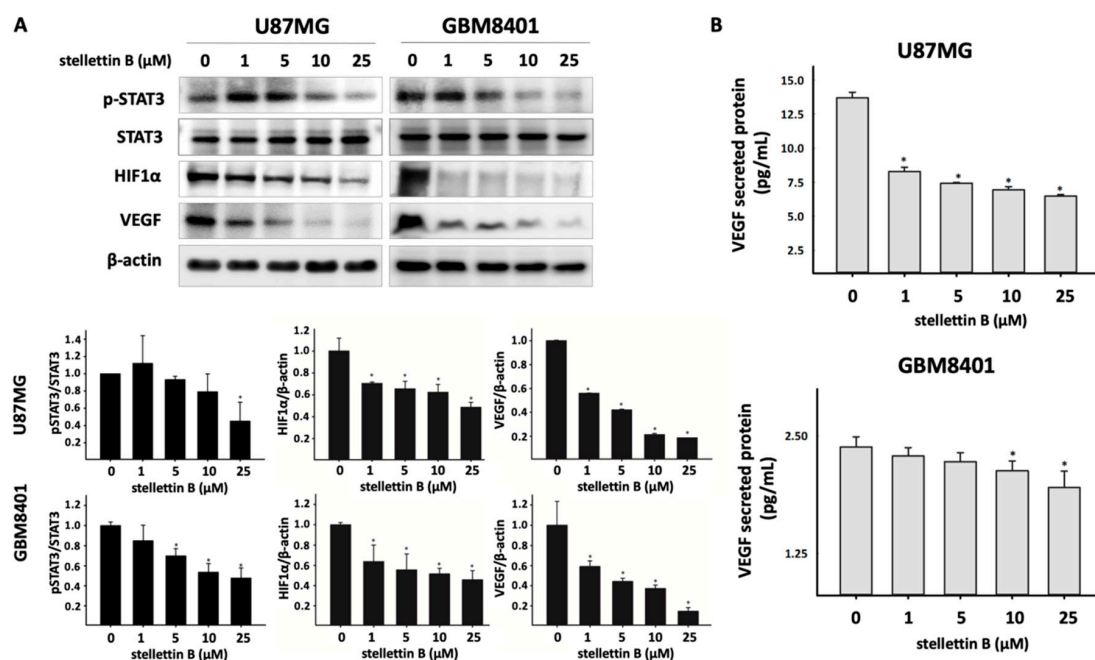 A
U87MG GBM8401
stellettin B (μM) 0 1 5 10 25 0 1 5 10 25
p-STAT3
STAT3
HIF1α
VEGF
β-actin
U87MG
pSTAT3/STAT3
1.4
1.2
1.0
0.8
0.6
0.4
0.2
0 1 5 10 25
stellettin B (μM)
*
HIF1α/β-actin
1.2
1.0
0.8
0.6
0.4
0.2
0 1 5 10 25
stellettin B (μM)
* * * *
VEGF/β-actin
1.0
0.8
0.6
0.4
0.2
0 1 5 10 25
stellettin B (μM)
* * * *
GBM8401
pSTAT3/STAT3
1.2
1.0
0.8
0.6
0.4
0.2
0 1 5 10 25
stellettin B (μM)
* * *
HIF1α/β-actin
1.2
1.0
0.8
0.6
0.4
0.2
0 1 5 10 25
stellettin B (μM)
* * * *
VEGF/β-actin
1.2
1.0
0.8
0.6
0.4
0.2
0 1 5 10 25
stellettin B (μM)
* * * *
B
U87MG
VEGF secreted protein
(pg/mL)
15.0
12.5
10.0
7.5
5.0
2.5
* * * *
0 1 5 10 25
stellettin B (μM)
GBM8401
VEGF secreted protein
(pg/mL)
2.50
1.25
* *
0 1 5 10 25
stellettin B (μM)